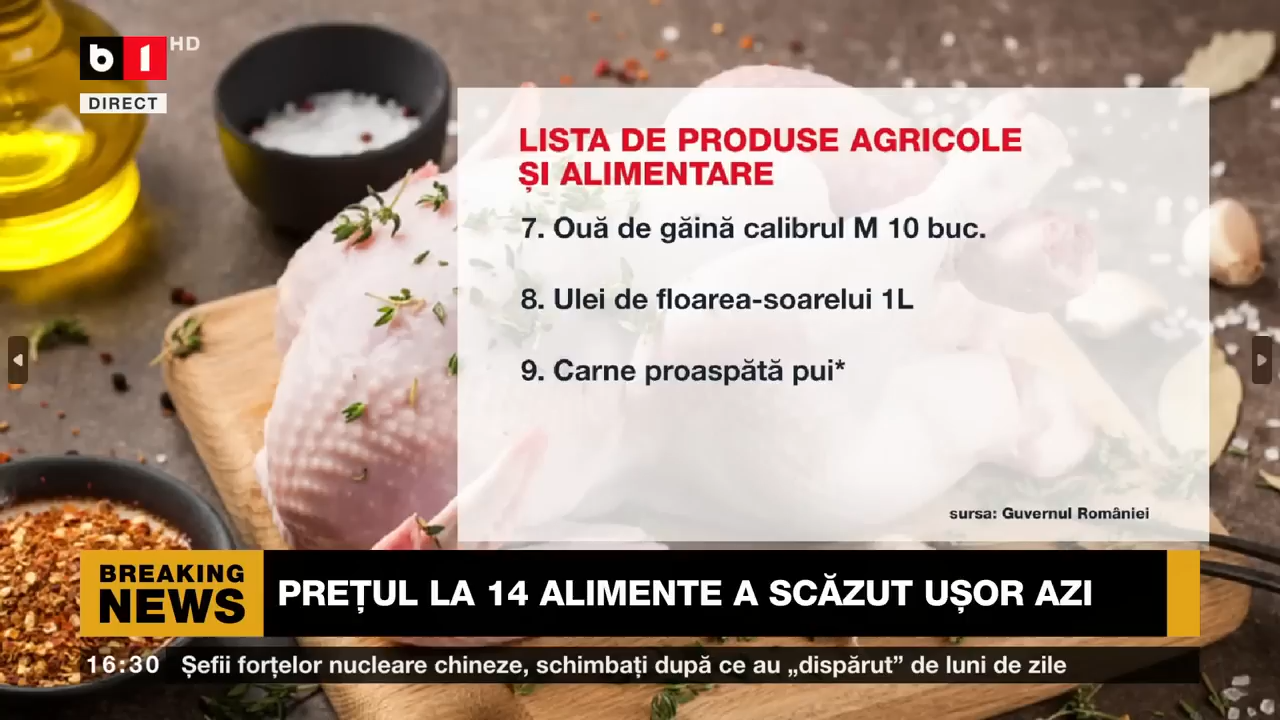 b1 HD
DIRECT
LISTA DE PRODUSE AGRICOLE
ȘI ALIMENTARE
7. Ouă de găină calibrul M 10 buc.
8. Ulei de floarea-soarelui 1L
9. Carne proaspătă pui*
sursa: Guvernul României
BREAKING
NEWS
PREȚUL LA 14 ALIMENTE A SCĂZUT UȘOR AZI
16:30 Șefii forțelor nucleare chineze, schimbați după ce au „dispărut” de luni de zile